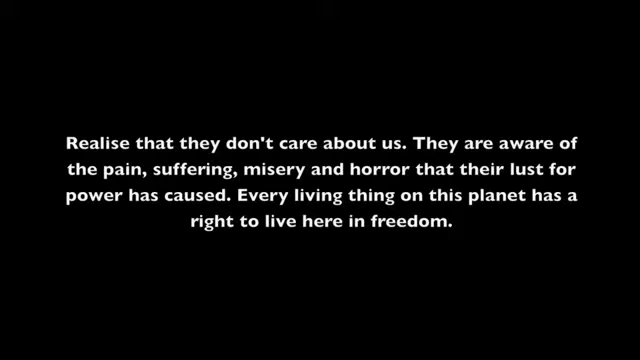 Realise that they don't care about us. They are aware of
the pain, suffering, misery and horror that their lust for
power has caused. Every living thing on this planet has a
right to live here in freedom.